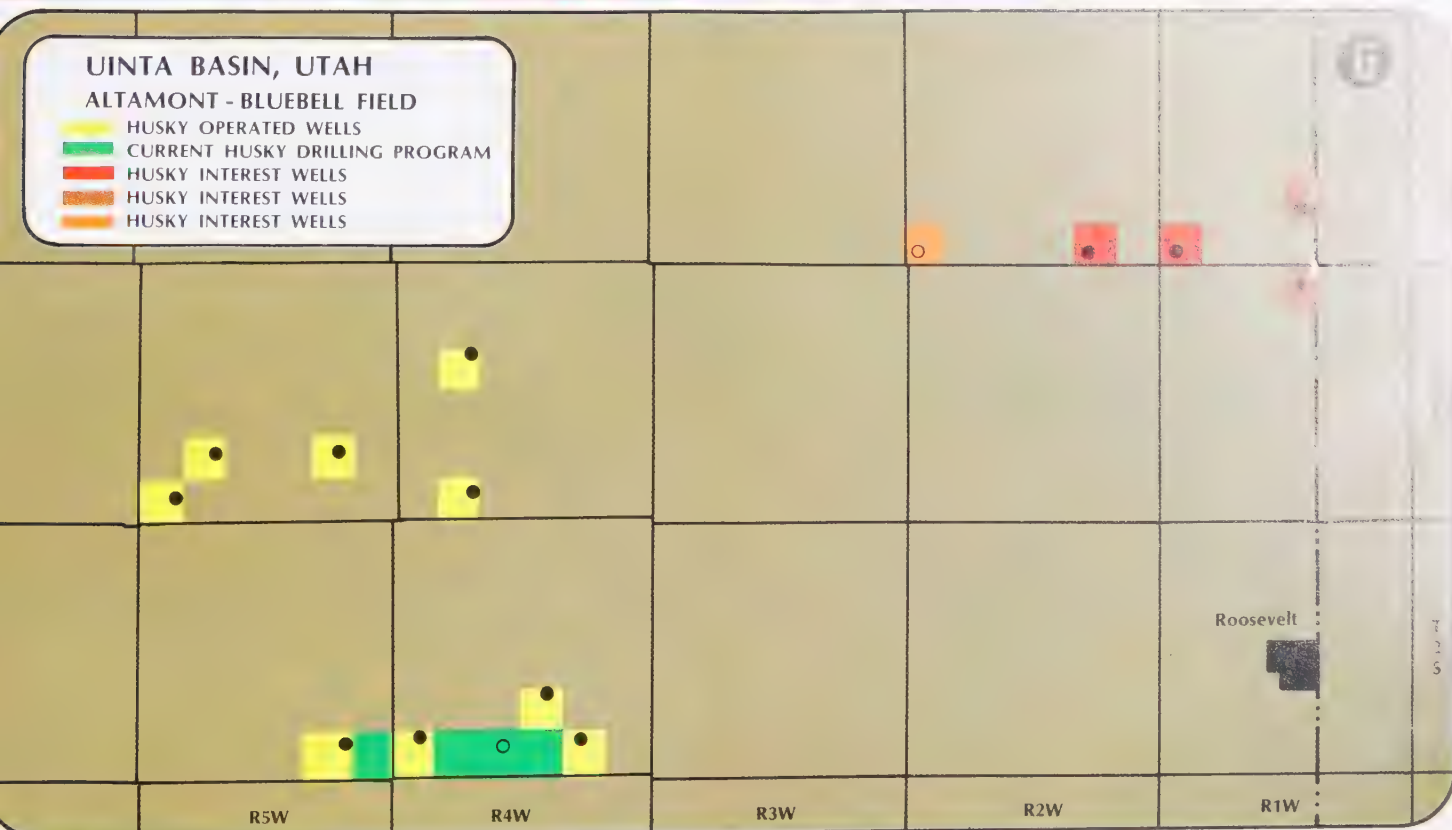 UINTA BASIN, UTAH
ALTAMONT - BLUEBELL FIELD
HUSKY OPERATED WELLS
CURRENT HUSKY DRILLING PROGRAM
HUSKY INTEREST WELLS
HUSKY INTEREST WELLS
HUSKY INTEREST WELLS
Roosevelt
R5W R4W R3W R2W R1W